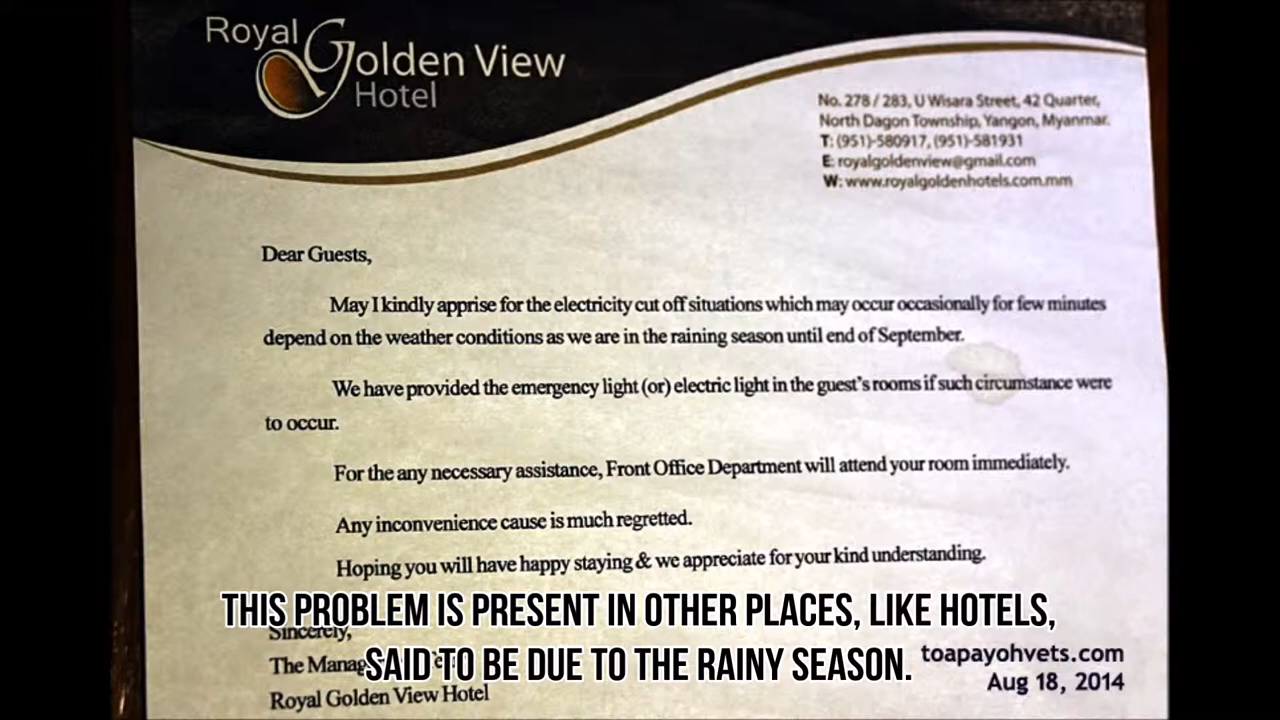 Royal
Golden View
Hotel
No. 278 / 283, U Wisara Street, 42 Quarter,
North Dagon Township, Yangon, Myanmar.
T: (951)-580917, (951)-581931
E: royalgoldenview@gmail.com
W: www.royalgoldenhotels.com.mm
Dear Guests,
May I kindly apprise for the electricity cut off situations which may occur occasionally for few minutes
depend on the weather conditions as we are in the raining season until end of September.
We have provided the emergency light (or) electric light in the guest's rooms if such circumstance were
to occur.
For the any necessary assistance, Front Office Department will attend your room immediately.
Any inconvenience cause is much regretted.
Hoping you will have happy staying & we appreciate for your kind understanding.
THIS PROBLEM IS PRESENT IN OTHER PLACES, LIKE HOTELS,
SAID TO BE DUE TO THE RAINY SEASON.
Sincerely,
The
Royal Golden View Hotel
toapayohvets.com
Aug 18, 2014